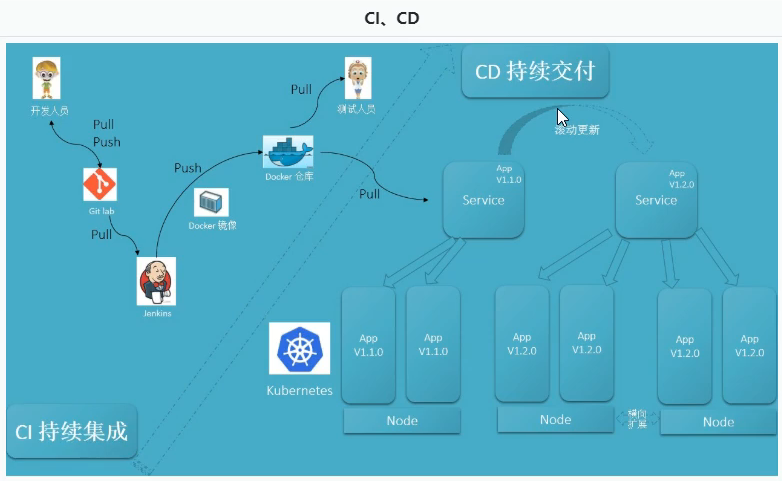 CI、CD
CD 持续交付
开发人员
Pull
Push
Git lab
Pull
Jenkins
Push
Docker 镜像
Docker 仓库
Pull
测试人员
Pull
滚动更新
App
V1.1.0
Service
App
V1.2.0
Service
Kubernetes
App
V1.1.0
App
V1.1.0
Node
App
V1.2.0
App
V1.2.0
Node
横向
扩展
App
V1.2.0
App
V1.2.0
Node
CI 持续集成